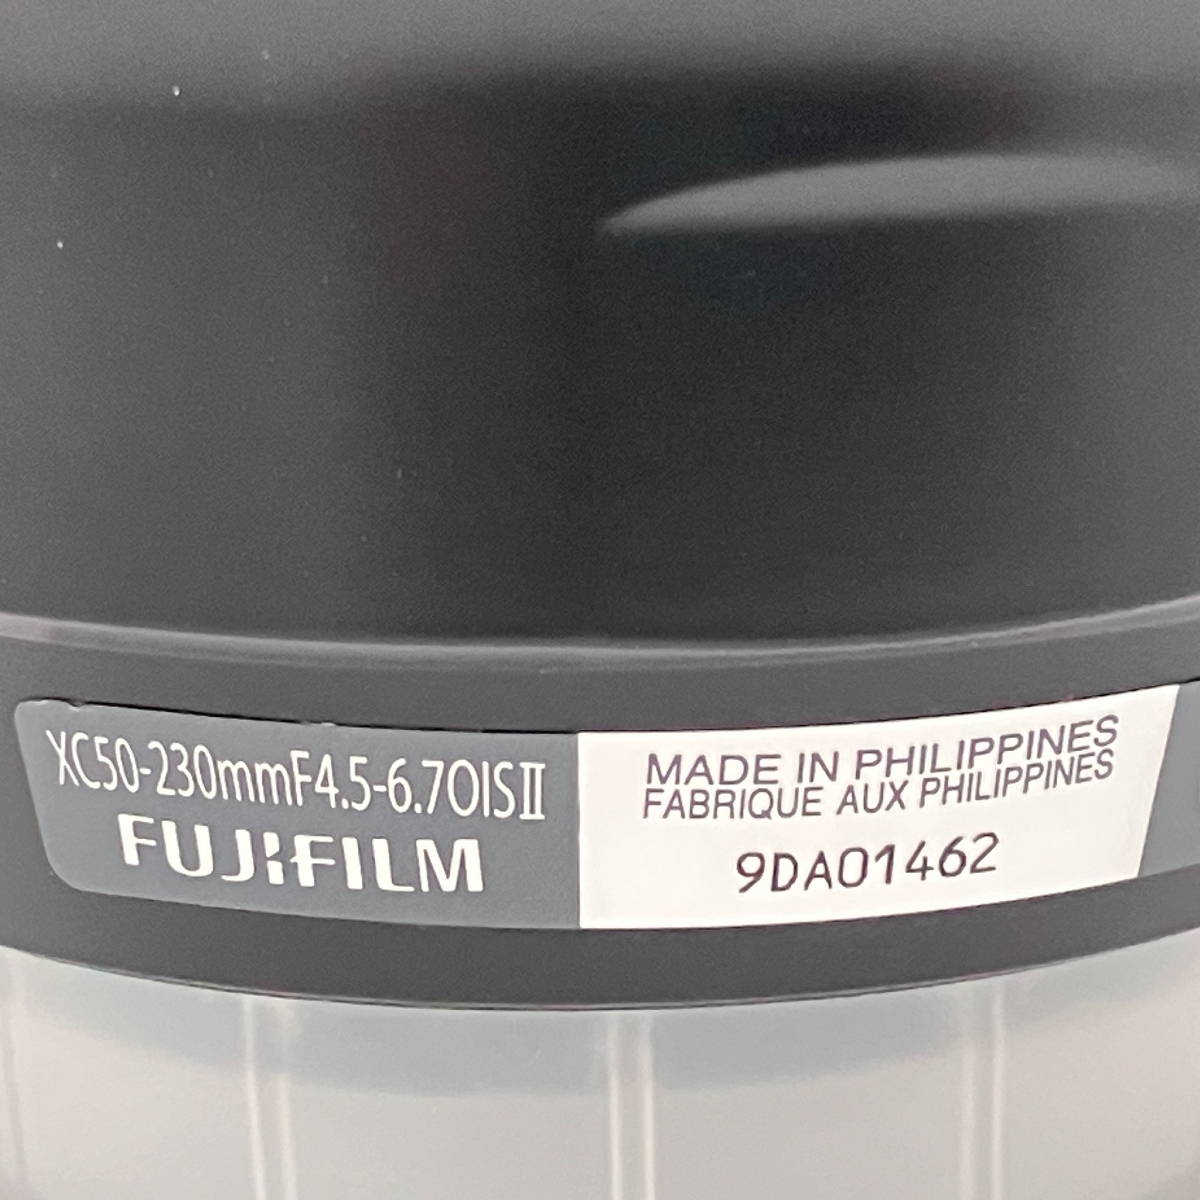 XC50-230mmF4.5-6.7OISⅡ
FUJIFILM
MADE IN PHILIPPINES
FABRIQUE AUX PHILIPPINES
9DA01462